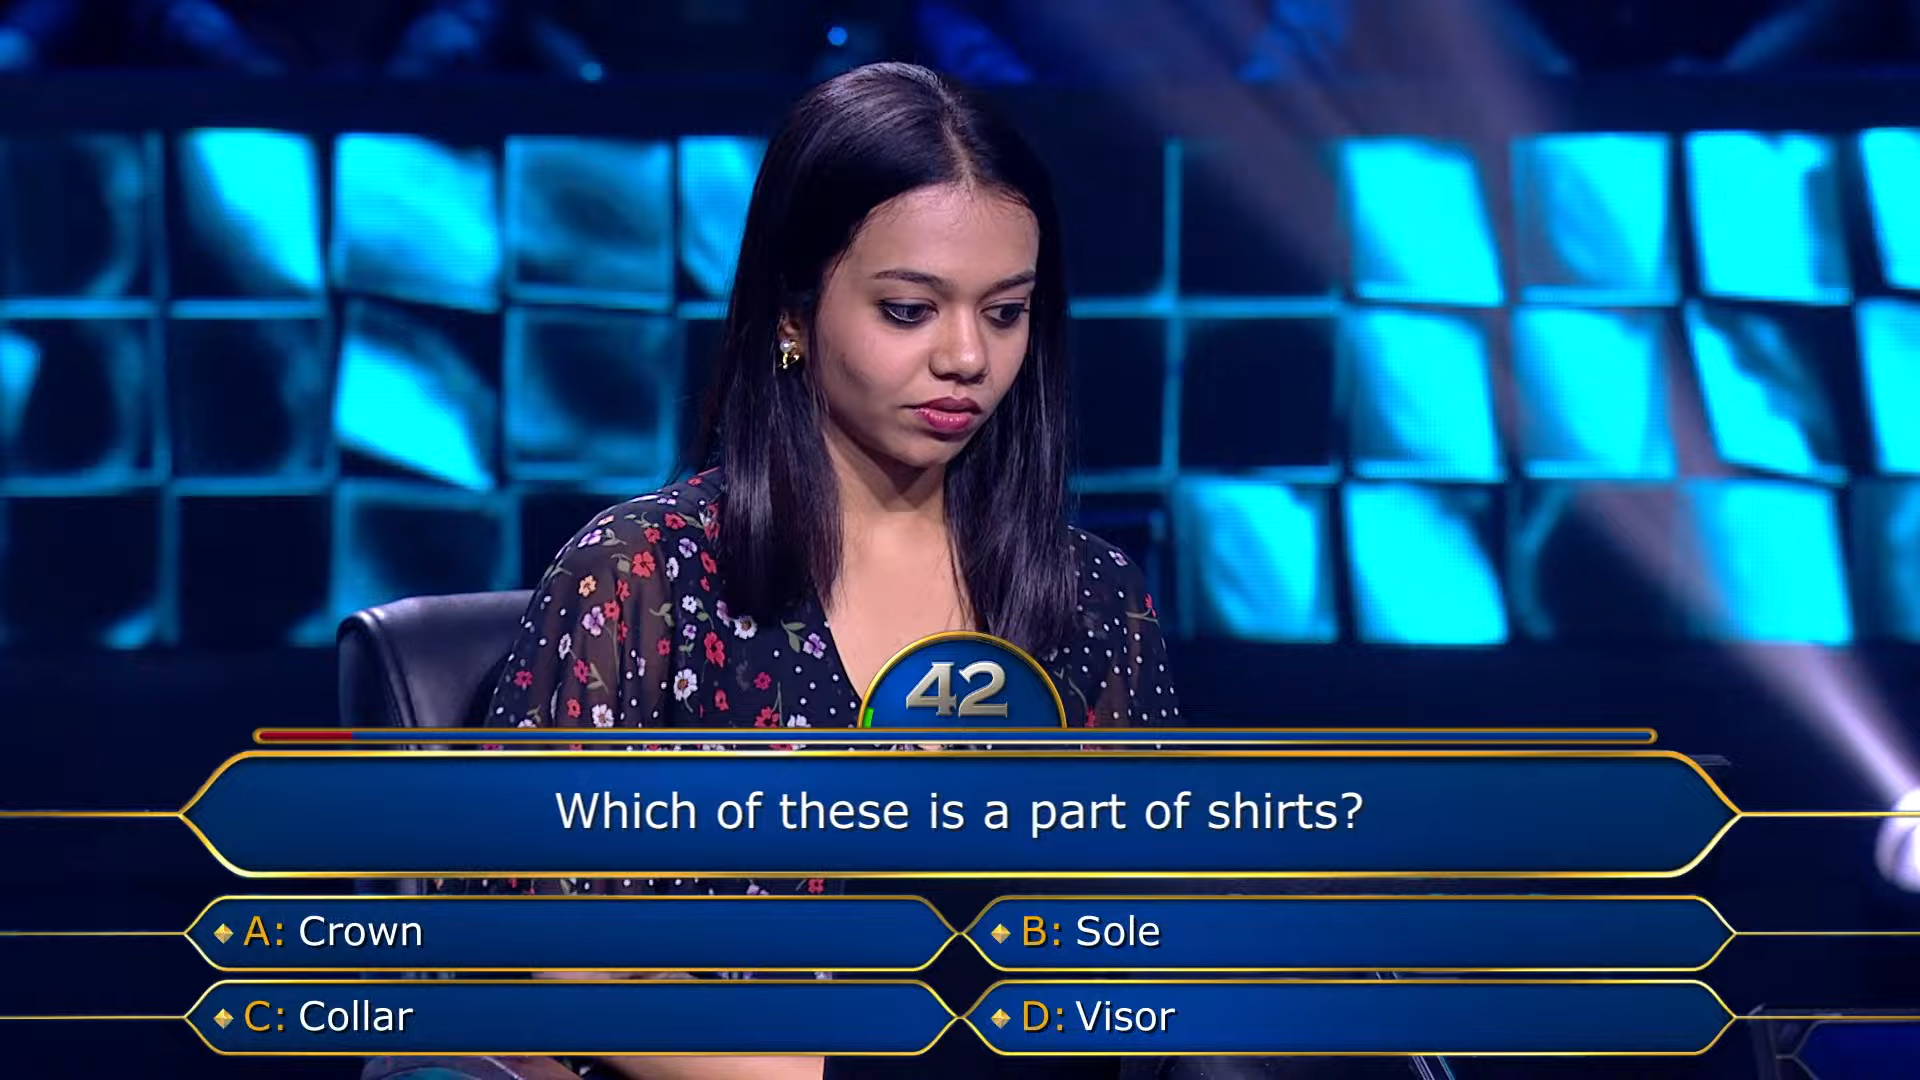 42
Which of these is a part of shirts?
A: Crown
B: Sole
C: Collar
D: Visor